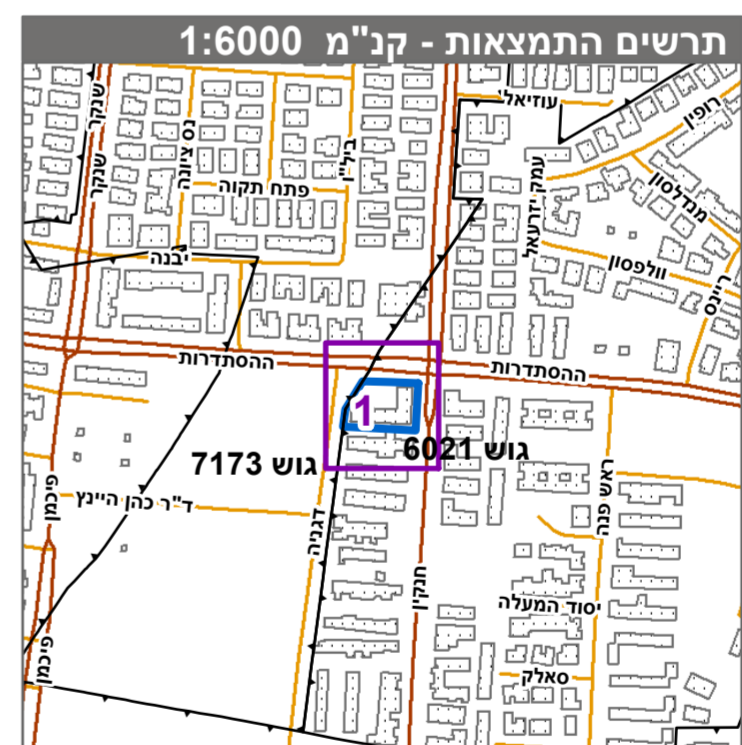 תרשים התמצאות - קנ"מ 1:6000
שנקר
עוזיאל
רופין
נס ציונה
ביל"ו
שנקר
פתח תקוה
עמק יזרעאל
מנדלסון
יבנה
וולפסון
ריינס
ההסתדרות
ההסתדרות
1
גוש 6021
גוש 7173
פיכמן
ד"ר כהן היינץ
ראש פנה
דגניה
חנקין
יסוד המעלה
פיכמן
סאלק